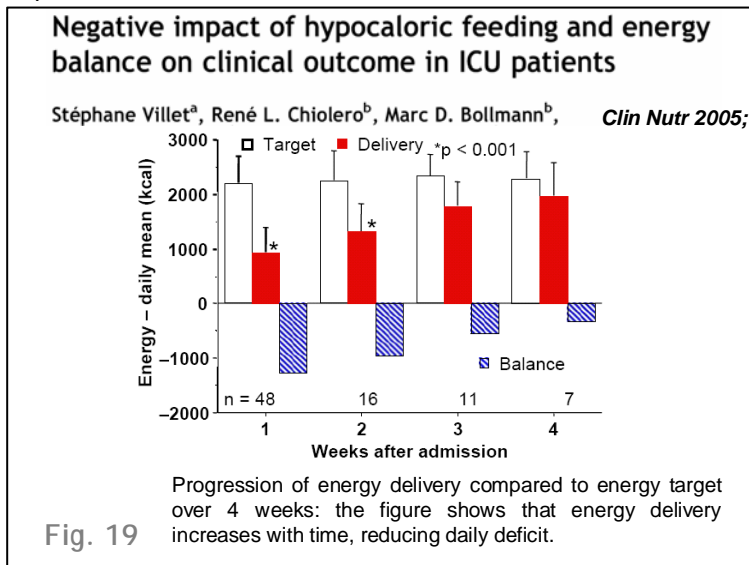 Negative impact of hypocaloric feeding and energy
balance on clinical outcome in ICU patients
Stéphane Villetᵃ, René L. Chioleroᵇ, Marc D. Bollmannᵇ, Clin Nutr 2005;
Target Delivery *p < 0.001
3000
2000
1000
0
–1000
–2000
Energy – daily mean (kcal)
*
*
Balance
n = 48 16 11 7
1 2 3 4
Weeks after admission
Progression of energy delivery compared to energy target
over 4 weeks: the figure shows that energy delivery
increases with time, reducing daily deficit.
Fig. 19